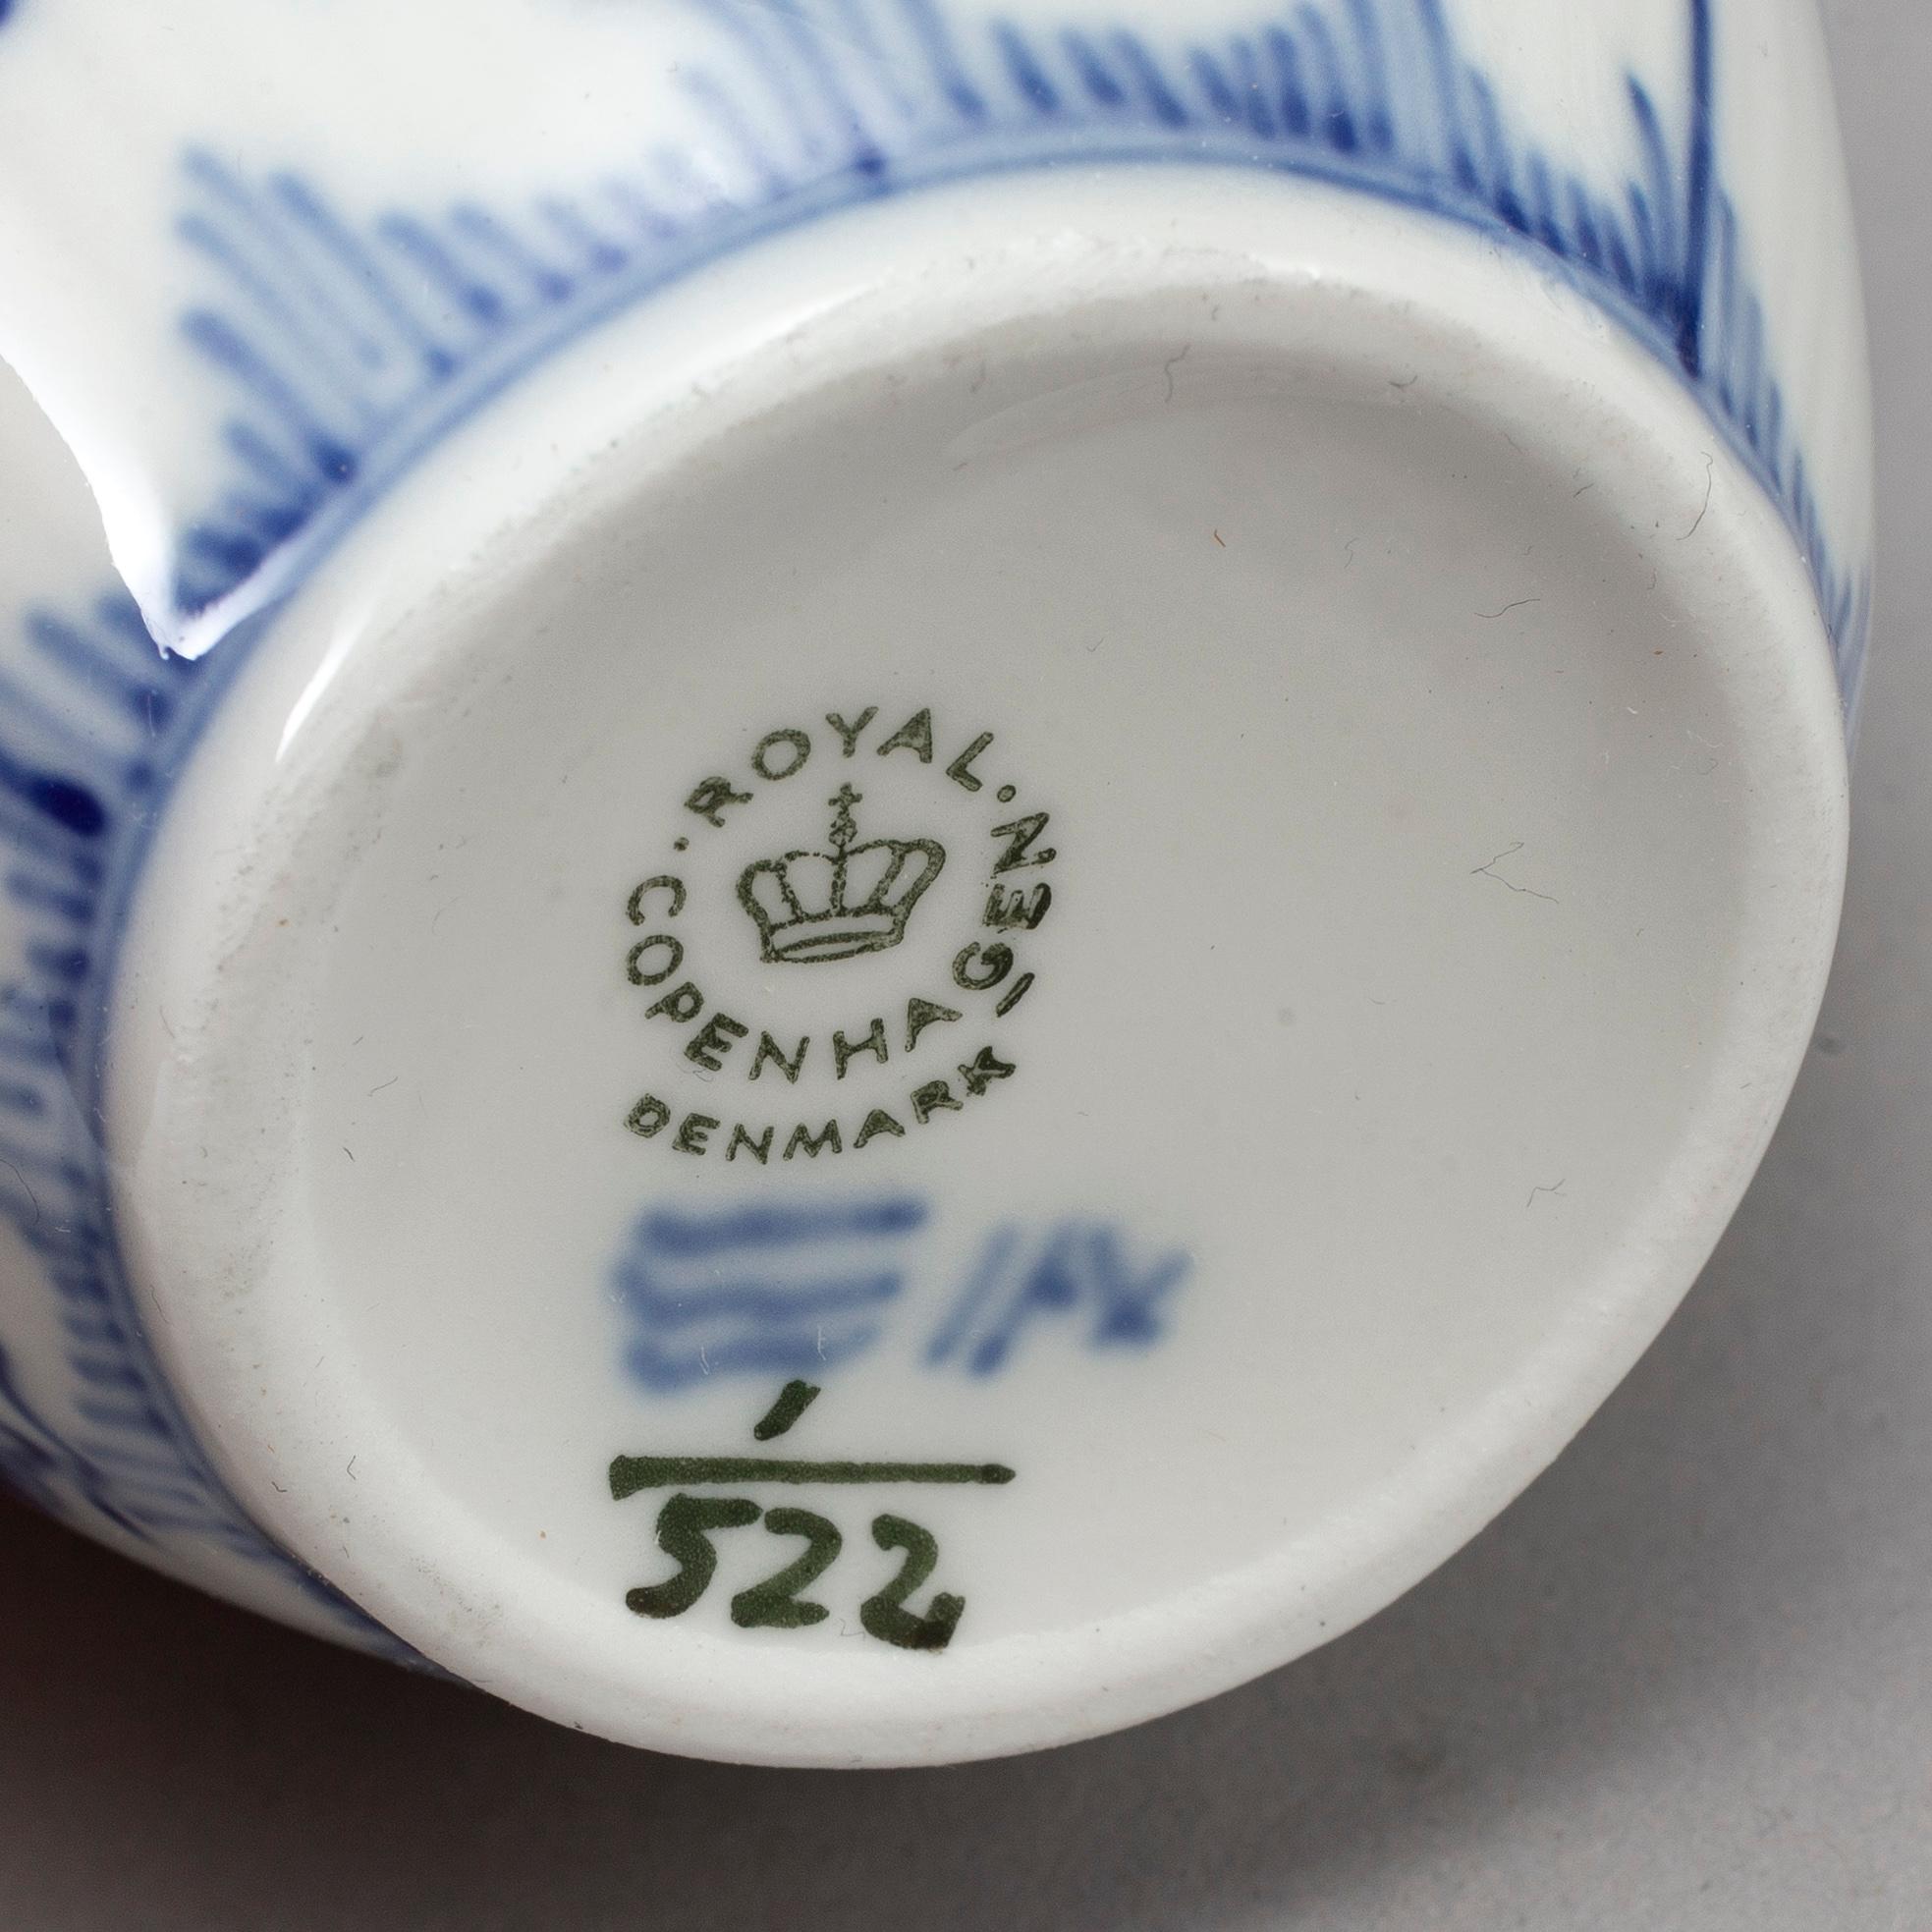 · ROYAL · COPENHAGEN
DENMARK
1
522